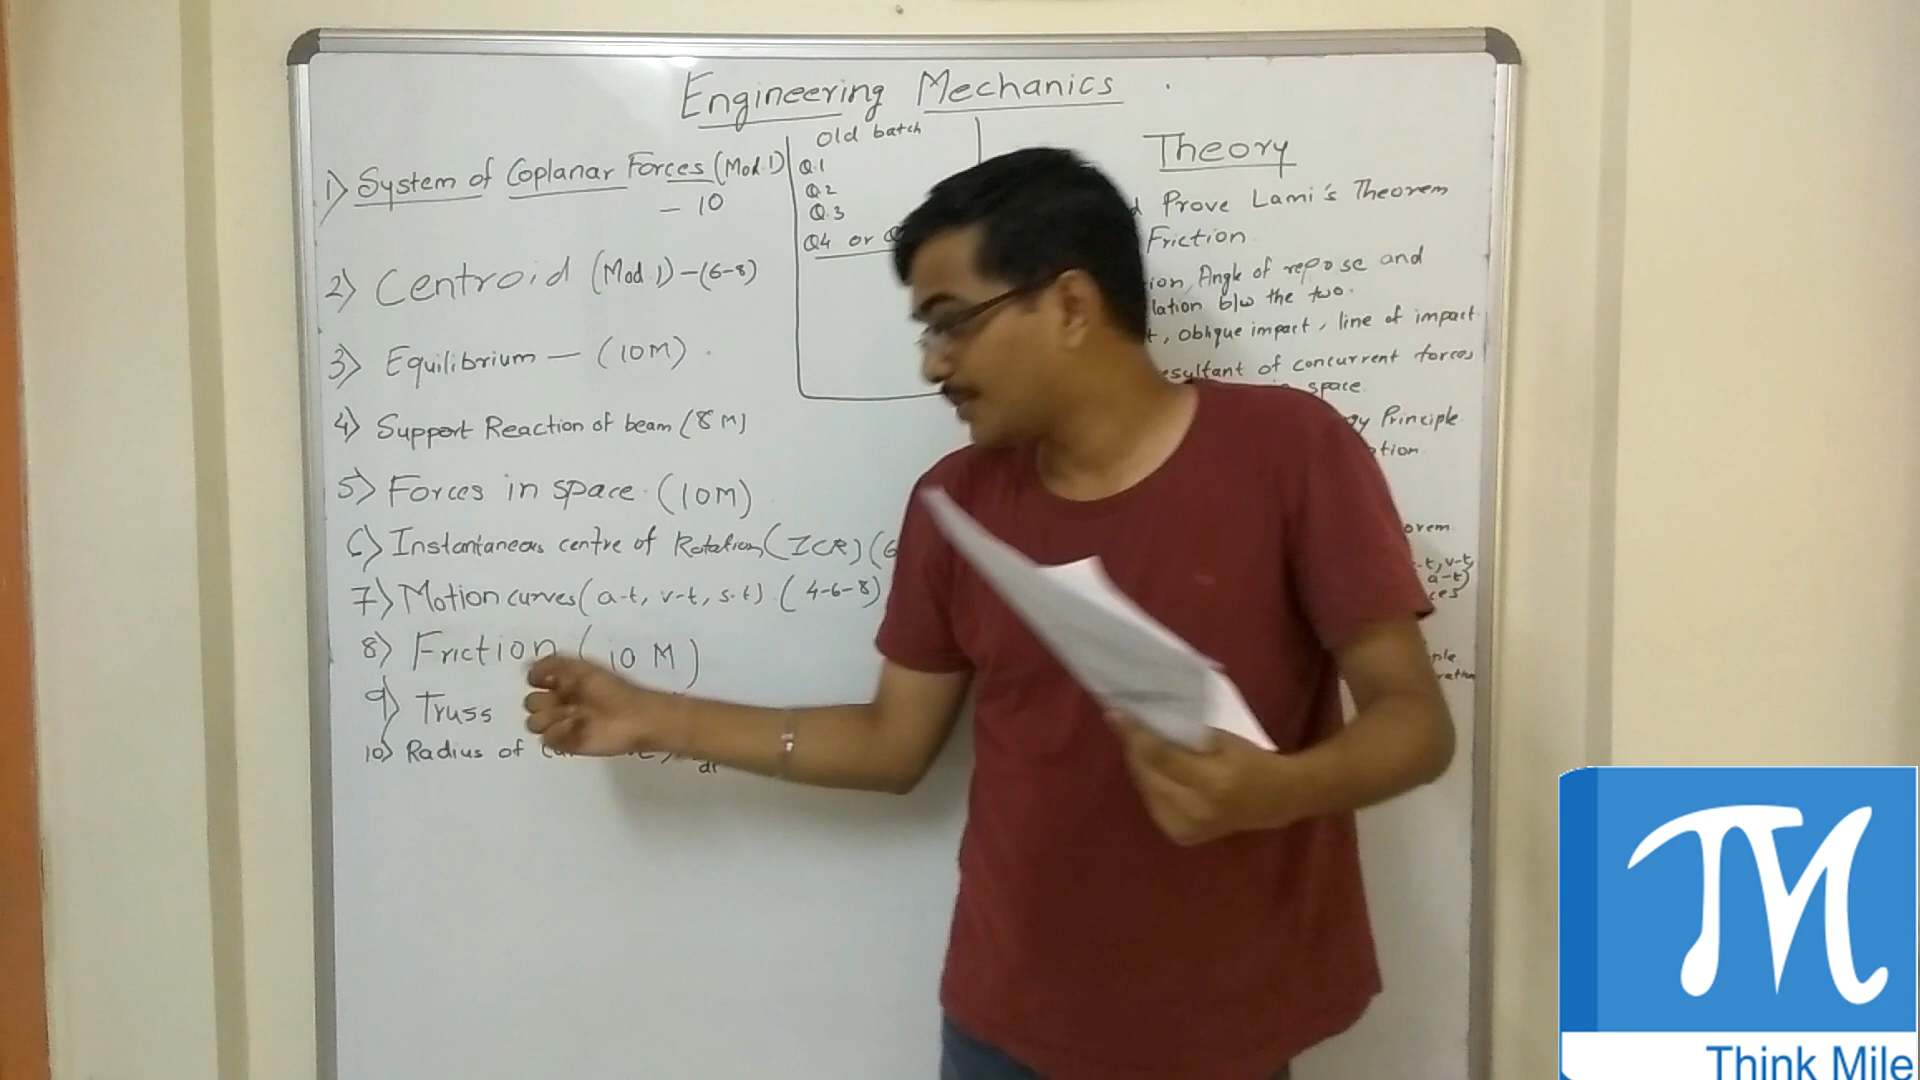 Engineering Mechanics
1) System of Coplanar Forces (Mod.1)
- 10
2) Centroid (Mod.1) - (6-8)
3) Equilibrium - (10M)
4) Support Reaction of beam (8 M)
5) Forces in space (10M)
6) Instantaneous centre of Rotation (ICR) (6
7) Motion curves (a-t, v-t, s-t) (4-6-8)
8) Friction (10 M)
9) Truss
10) Radius of
Old batch
Q.1
Q.2
Q.3
Q4 or
Theory
Prove Lami's Theorem
Friction
Angle of repose and
b/w the two.
oblique impact, line of impact
of concurrent forces
space
Principle
TM
Think Mile